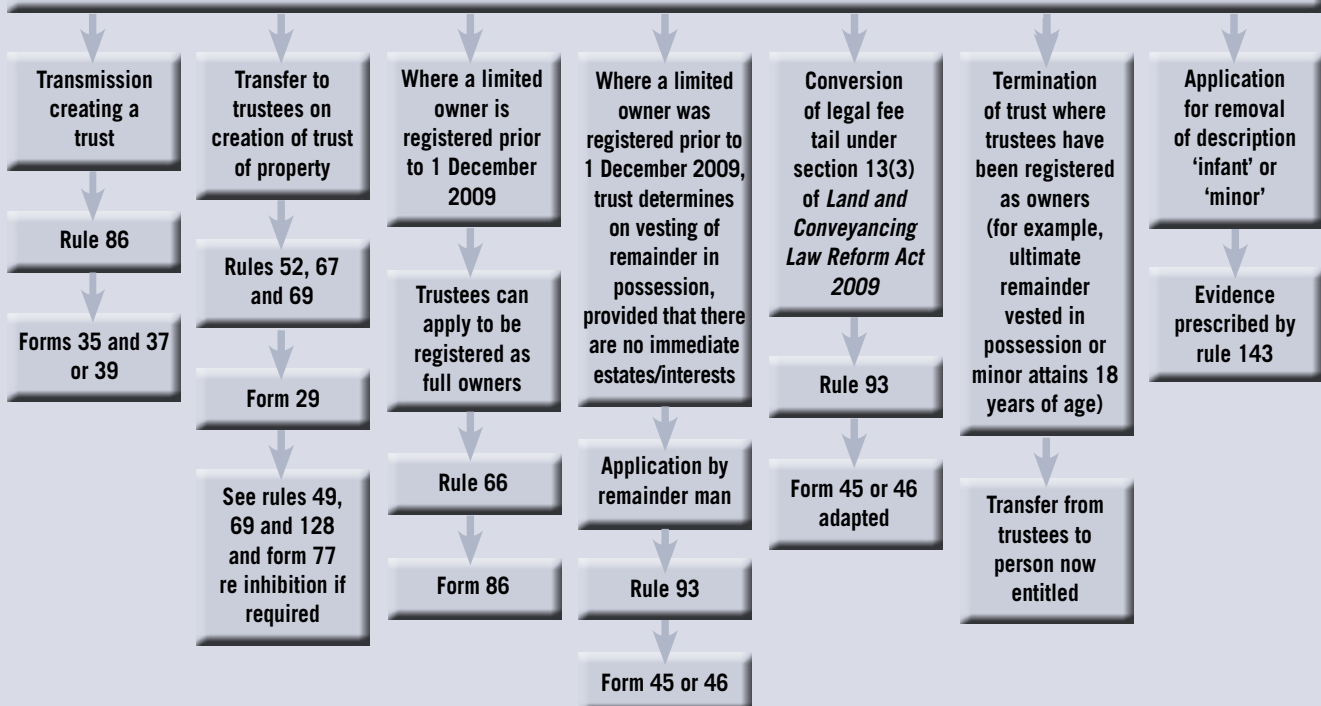 Transmission
creating a
trust
Rule 86
Forms 35 and 37
or 39
Transfer to
trustees on
creation of trust
of property
Rules 52, 67
and 69
Form 29
See rules 49,
69 and 128
and form 77
re inhibition if
required
Where a limited
owner is
registered prior
to 1 December
2009
Trustees can
apply to be
registered as
full owners
Rule 66
Form 86
Where a limited
owner was
registered prior to
1 December 2009,
trust determines
on vesting of
remainder in
possession,
provided that there
are no immediate
estates/interests
Application by
remainder man
Rule 93
Form 45 or 46
Conversion
of legal fee
tail under
section 13(3)
of Land and
Conveyancing
Law Reform Act
2009
Rule 93
Form 45 or 46
adapted
Termination
of trust where
trustees have
been registered
as owners
(for example,
ultimate
remainder
vested in
possession or
minor attains 18
years of age)
Transfer from
trustees to
person now
entitled
Application
for removal
of description
‘infant’ or
‘minor’
Evidence
prescribed by
rule 143